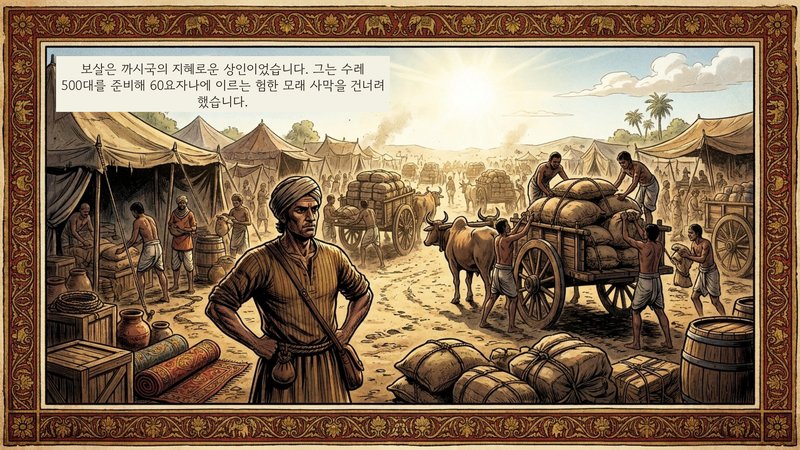 보살은 까시국의 지혜로운 상인이었습니다. 그는 수레
500대를 준비해 60요자나에 이르는 험한 모래 사막을 건너려
했습니다.